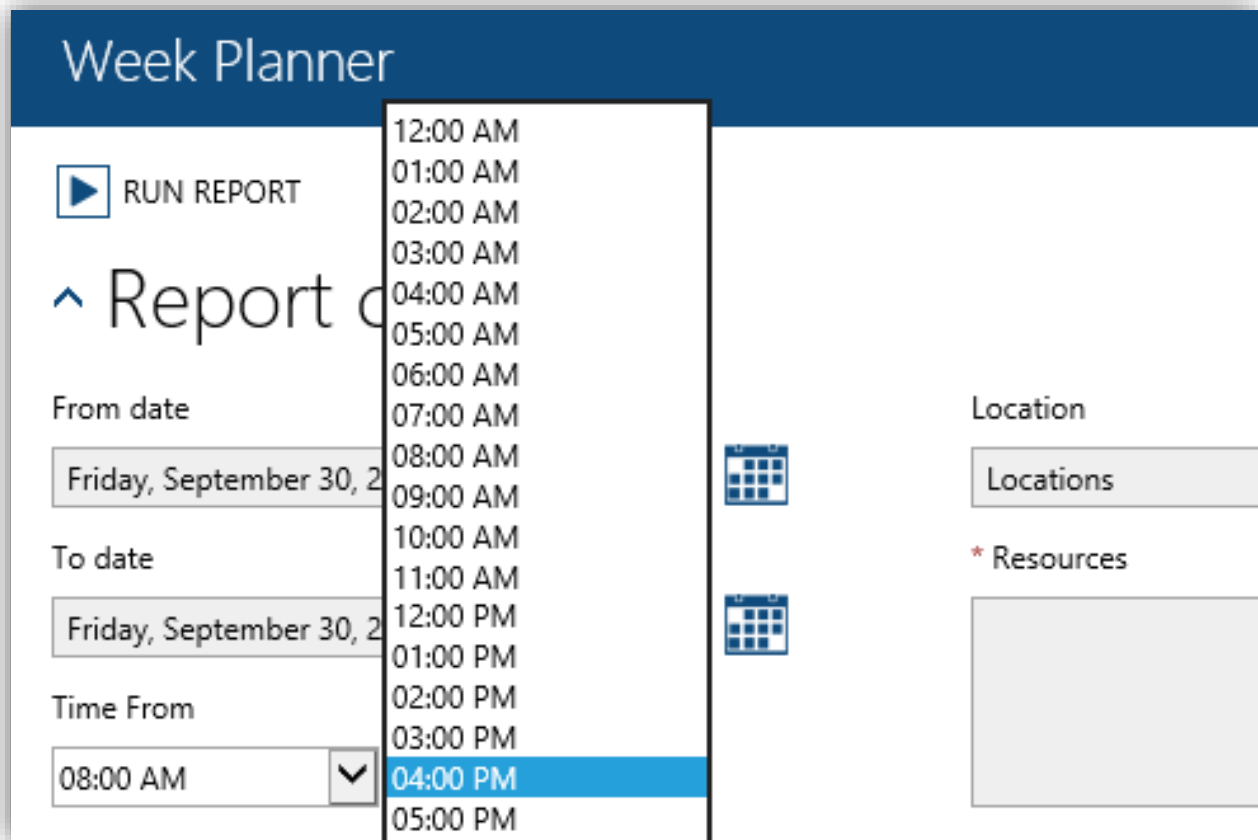 Week Planner
RUN REPORT
Report
From date
Friday, September 30, 2
To date
Friday, September 30, 2
Time From
08:00 AM
12:00 AM
01:00 AM
02:00 AM
03:00 AM
04:00 AM
05:00 AM
06:00 AM
07:00 AM
08:00 AM
09:00 AM
10:00 AM
11:00 AM
12:00 PM
01:00 PM
02:00 PM
03:00 PM
04:00 PM
05:00 PM
Location
Locations
* Resources